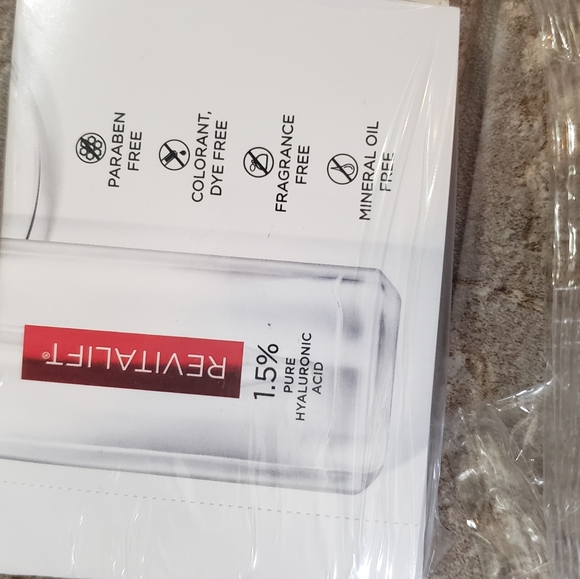 PARABEN
FREE
COLORANT,
DYE FREE
FRAGRANCE
FREE
MINERAL OIL
FREE
REVITALIFT®
1.5%
PURE
HYALURONIC
ACID